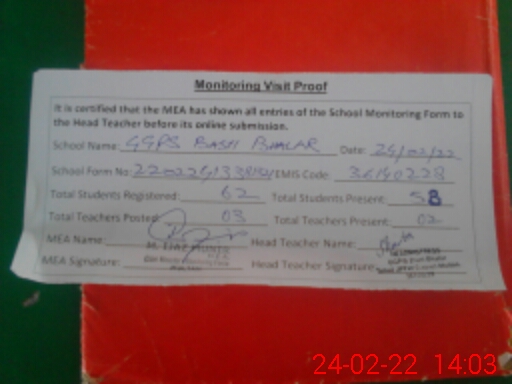 Monitoring Visit Proof
It is certified that the MEA has shown all entries of the School Monitoring Form to
the Head Teacher before its online submission.
School Name: GGPS BASTI BHALAR Date: 24/02/22
School Form No: EMIS Code: 36140228
Total Students Registered: 62 Total Students Present: 58
Total Teachers Posted 03 Total Teachers Present: 02
MEA Name: Head Teacher Name:
MEA Signature: Head Teacher Signature:
24-02-22 14:03